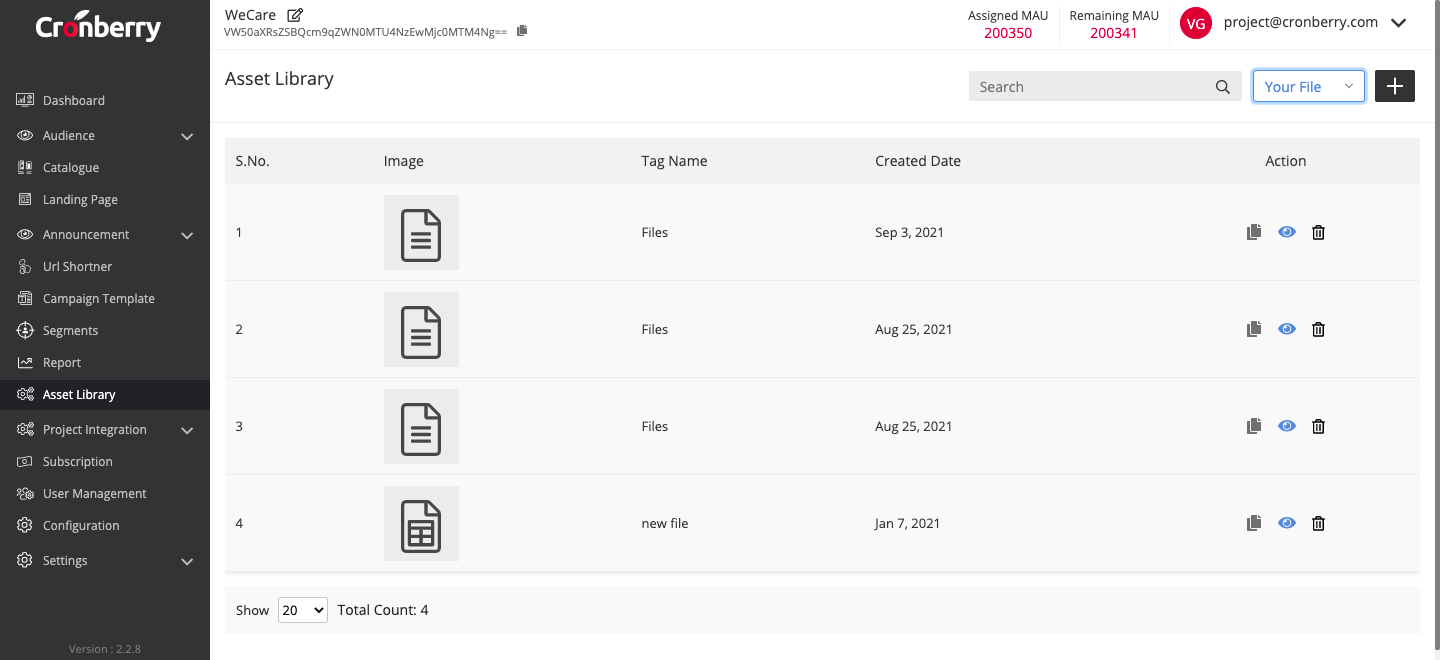 Cronberry
WeCare
VW50aXRsZSBQcm9qZWN0MTU4NzEwMjc0MTM4Ng==
Assigned MAU
200350
Remaining MAU
200341
VG
project@cronberry.com
Dashboard
Audience
Catalogue
Landing Page
Announcement
Url Shortner
Campaign Template
Segments
Report
Asset Library
Project Integration
Subscription
User Management
Configuration
Settings
Version : 2.2.8
Asset Library
Search
Your File
S.No. Image Tag Name Created Date Action
1 Files Sep 3, 2021
2 Files Aug 25, 2021
3 Files Aug 25, 2021
4 new file Jan 7, 2021
Show 20 Total Count: 4